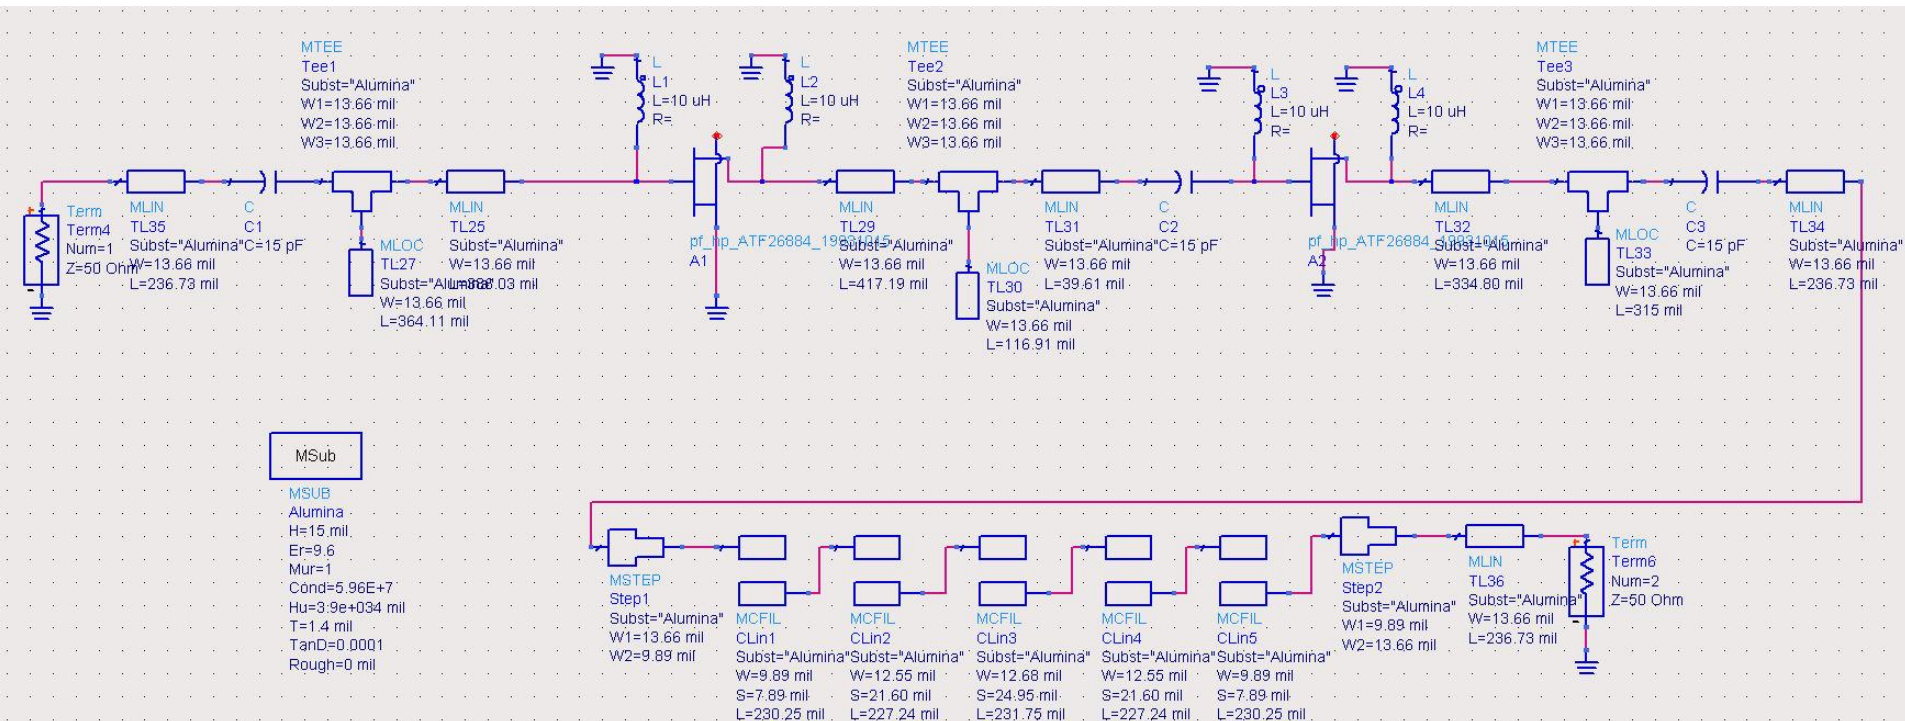 MTEE
Tee1
Subst="Alumina"
W1=13.66 mil
W2=13.66 mil
W3=13.66 mil
L
L1
L=10 uH
R=
L
L2
L=10 uH
R=
MTEE
Tee2
Subst="Alumina"
W1=13.66 mil
W2=13.66 mil
W3=13.66 mil
L
L3
L=10 uH
R=
L
L4
L=10 uH
R=
MTEE
Tee3
Subst="Alumina"
W1=13.66 mil
W2=13.66 mil
W3=13.66 mil
Term
Term4
Num=1
Z=50 Ohm
MLIN
TL35
Subst="Alumina"
W=13.66 mil
L=236.73 mil
C
C1
C=15 pF
MLOC
TL27
Subst="Alumina"
W=13.66 mil
L=364.11 mil
MLIN
TL25
Subst="Alumina"
W=13.66 mil
pf_hp_ATF26884_19921015
A1
MLIN
TL29
Subst="Alumina"
W=13.66 mil
L=417.19 mil
MLOC
TL30
Subst="Alumina"
W=13.66 mil
L=116.91 mil
MLIN
TL31
Subst="Alumina"
W=13.66 mil
L=39.61 mil
C
C2
C=15 pF
A2
MLIN
TL32
Subst="Alumina"
W=13.66 mil
L=334.80 mil
MLOC
TL33
Subst="Alumina"
W=13.66 mil
L=315 mil
C
C3
C=15 pF
MLIN
TL34
Subst="Alumina"
W=13.66 mil
L=236.73 mil
MSub
MSUB
Alumina
H=15 mil
Er=9.6
Mur=1
Cond=5.96E+7
Hu=3.9e+034 mil
T=1.4 mil
TanD=0.0001
Rough=0 mil
MSTEP
Step1
Subst="Alumina"
W1=13.66 mil
W2=9.89 mil
MCFIL
CLin1
Subst="Alumina"
W=9.89 mil
S=7.89 mil
L=230.25 mil
MCFIL
CLin2
Subst="Alumina"
W=12.55 mil
S=21.60 mil
L=227.24 mil
MCFIL
CLin3
Subst="Alumina"
W=12.68 mil
S=24.95 mil
L=231.75 mil
MCFIL
CLin4
Subst="Alumina"
W=12.55 mil
S=21.60 mil
L=227.24 mil
MCFIL
CLin5
Subst="Alumina"
W=9.89 mil
S=7.89 mil
L=230.25 mil
MSTEP
Step2
Subst="Alumina"
W1=9.89 mil
W2=13.66 mil
MLIN
TL36
Subst="Alumina"
W=13.66 mil
L=236.73 mil
Term
Term6
Num=2
Z=50 Ohm